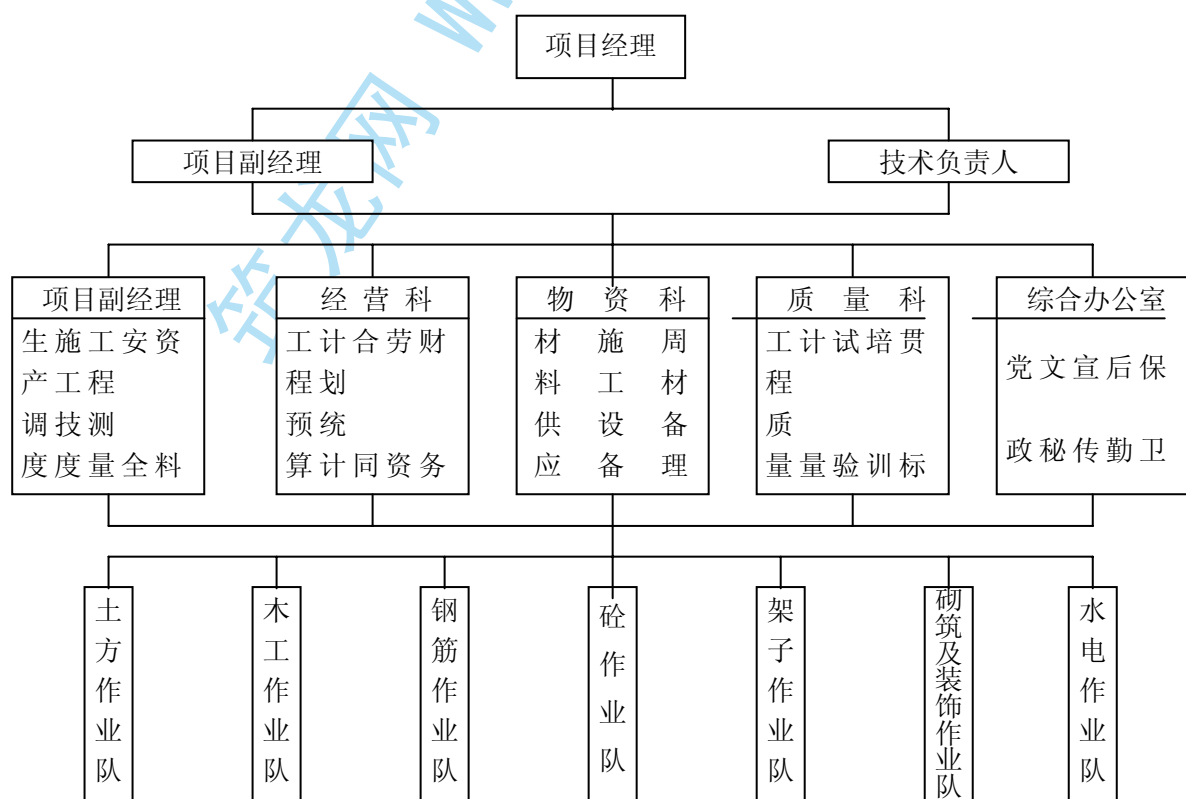 筑龙网 W
项目经理
项目副经理
技术负责人
项目副经理
生施工安资
产工程
调技测
度度量全料
经营科
工计合劳财
程划
预统
算计同资务
物资科
材施周
料工材
供设备
应备理
质量科
工计试培贯
程
质
量量验训标
综合办公室
党文宣后保
政秘传勤卫
土方作业队
木工作业队
钢筋作业队
砼作业队
架子作业队
砌筑及装饰作业队
水电作业队